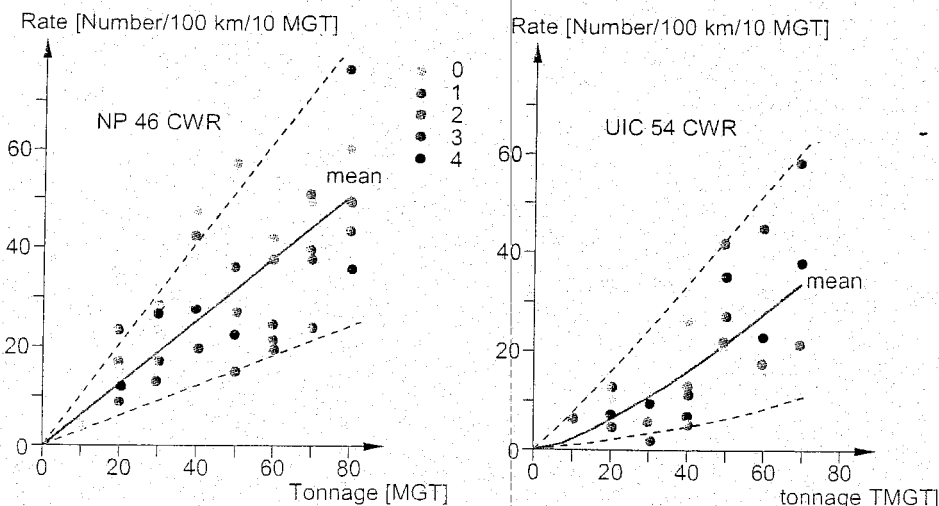 Rate [Number/100 km/10 MGT]
NP 46 CWR
0
1
2
3
4
mean
60
40
20
0
0 20 40 60 80
Tonnage [MGT]
Rate [Number/100 km/10 MGT]
UIC 54 CWR
mean
60
40
20
0
0 20 40 60 80
tonnage TMGT]